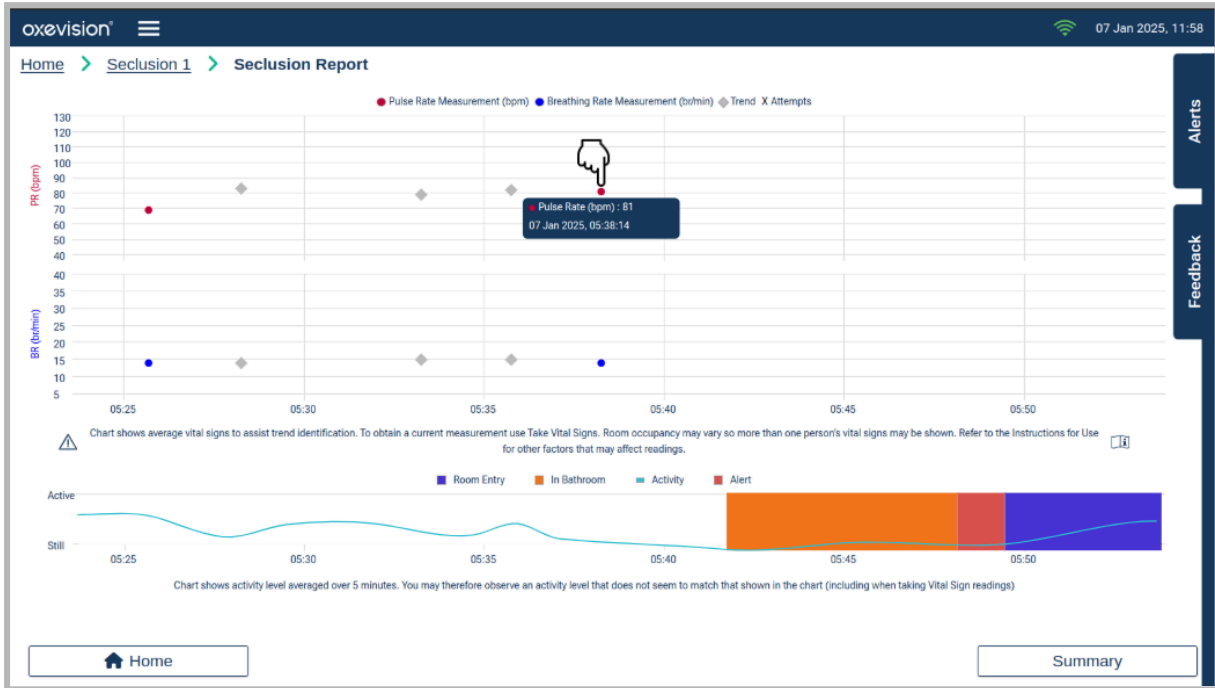 oxevision®
07 Jan 2025, 11:58
Home > Seclusion 1 > Seclusion Report
Alerts
Feedback
Pulse Rate Measurement (bpm) Breathing Rate Measurement (br/min) Trend X Attempts
PR (bpm)
130
120
110
100
90
80
70
60
50
40
Pulse Rate (bpm) : 81
07 Jan 2025, 05:38:14
BR (br/min)
40
35
30
25
20
15
10
5
05:25 05:30 05:35 05:40 05:45 05:50
Chart shows average vital signs to assist trend identification. To obtain a current measurement use Take Vital Signs. Room occupancy may vary so more than one person's vital signs may be shown. Refer to the Instructions for Use
for other factors that may affect readings.
Room Entry In Bathroom Activity Alert
Active
Still
05:25 05:30 05:35 05:40 05:45 05:50
Chart shows activity level averaged over 5 minutes. You may therefore observe an activity level that does not seem to match that shown in the chart (including when taking Vital Sign readings)
Home
Summary